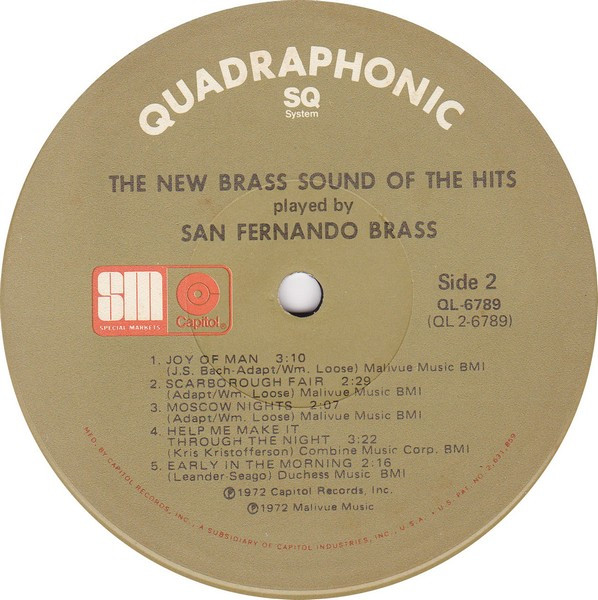 QUADRAPHONIC
SQ
System
THE NEW BRASS SOUND OF THE HITS
played by
SAN FERNANDO BRASS
SM
SPECIAL MARKETS
Capitol
Side 2
QL-6789
(QL 2-6789)
1. JOY OF MAN 3:10
(J.S. Bach-Adapt/Wm. Loose) Malivue Music BMI
2. SCARBOROUGH FAIR 2:29
(Adapt/Wm. Loose) Malivue Music BMI
3. MOSCOW NIGHTS 2:07
(Adapt/Wm. Loose) Malivue Music BMI
4. HELP ME MAKE IT
THROUGH THE NIGHT 3:22
(Kris Kristofferson) Combine Music Corp. BMI
5. EARLY IN THE MORNING 2:16
(Leander-Seago) Duchess Music BMI
℗1972 Capitol Records, Inc.
℗1972 Malivue Music
MFD. BY CAPITOL RECORDS, INC., A SUBSIDIARY OF CAPITOL INDUSTRIES, INC., U.S.A. • U.S. PAT. NO. 2,631,859